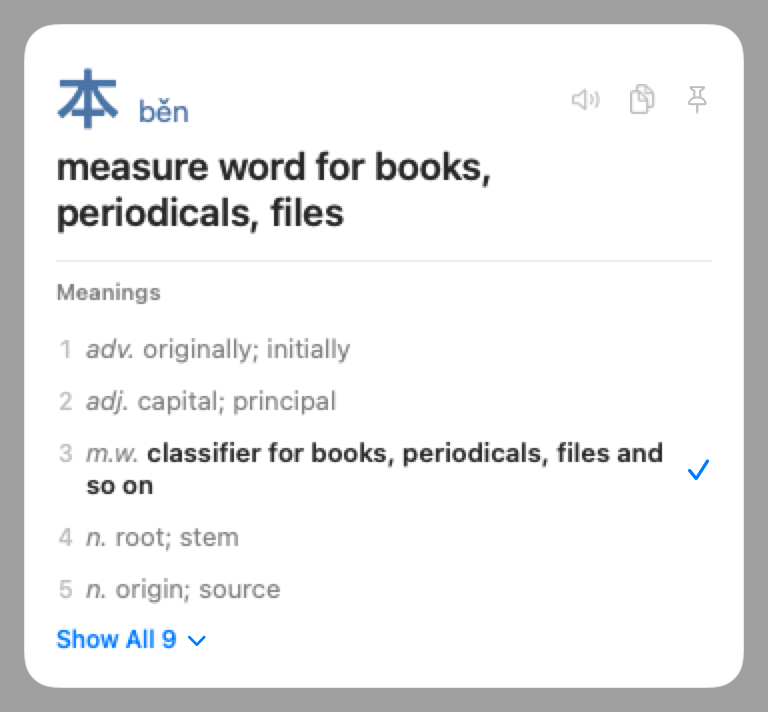 本 běn
measure word for books,
periodicals, files
Meanings
1 adv. originally; initially
2 adj. capital; principal
3 m.w. classifier for books, periodicals, files and
so on
4 n. root; stem
5 n. origin; source
Show All 9